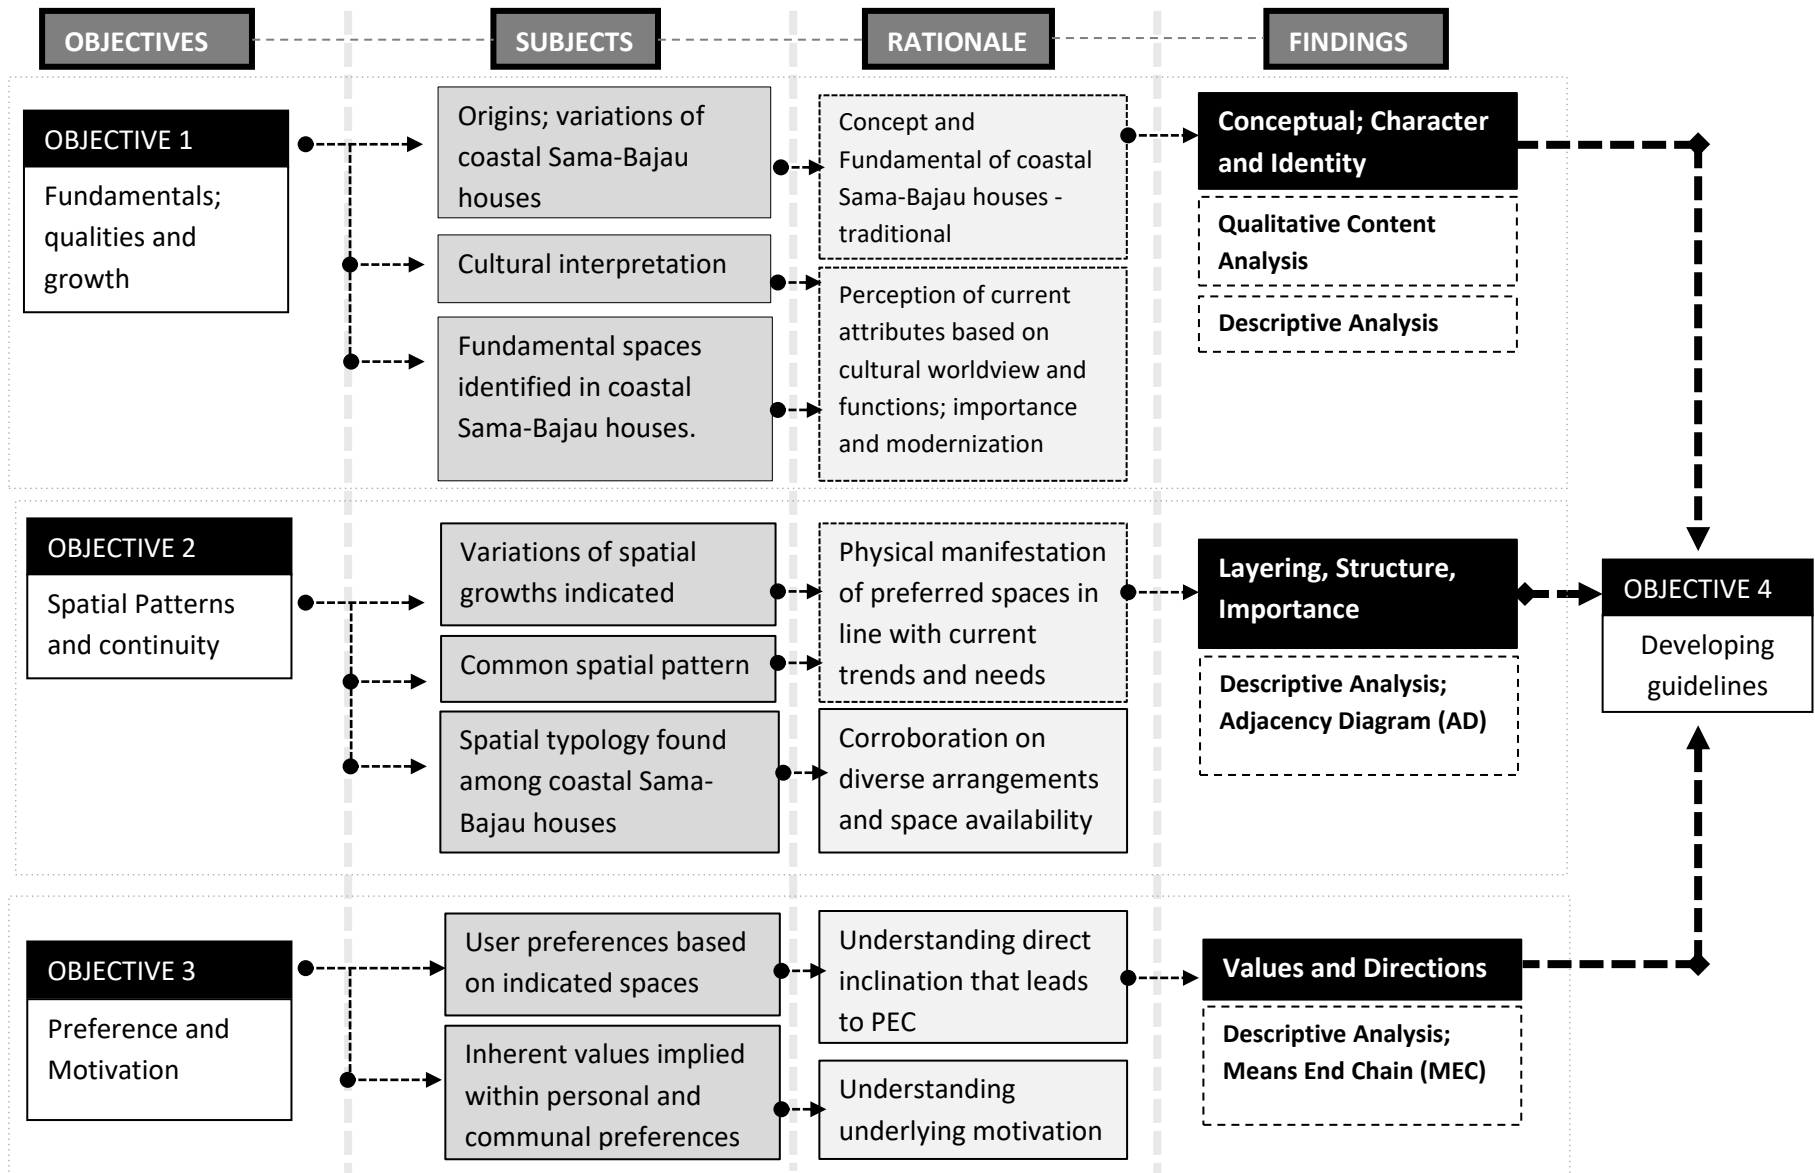 OBJECTIVES
SUBJECTS
RATIONALE
FINDINGS
OBJECTIVE 1
Fundamentals;
qualities and
growth
Origins; variations of
coastal Sama-Bajau
houses
Cultural interpretation
Fundamental spaces
identified in coastal
Sama-Bajau houses.
Concept and
Fundamental of coastal
Sama-Bajau houses -
traditional
Perception of current
attributes based on
cultural worldview and
functions; importance
and modernization
Conceptual; Character
and Identity
Qualitative Content
Analysis
Descriptive Analysis
OBJECTIVE 2
Spatial Patterns
and continuity
Variations of spatial
growths indicated
Common spatial pattern
Spatial typology found
among coastal Sama-
Bajau houses
Physical manifestation
of preferred spaces in
line with current
trends and needs
Corroboration on
diverse arrangements
and space availability
Layering, Structure,
Importance
Descriptive Analysis;
Adjacency Diagram (AD)
OBJECTIVE 4
Developing
guidelines
OBJECTIVE 3
Preference and
Motivation
User preferences based
on indicated spaces
Inherent values implied
within personal and
communal preferences
Understanding direct
inclination that leads
to PEC
Understanding
underlying motivation
Values and Directions
Descriptive Analysis;
Means End Chain (MEC)